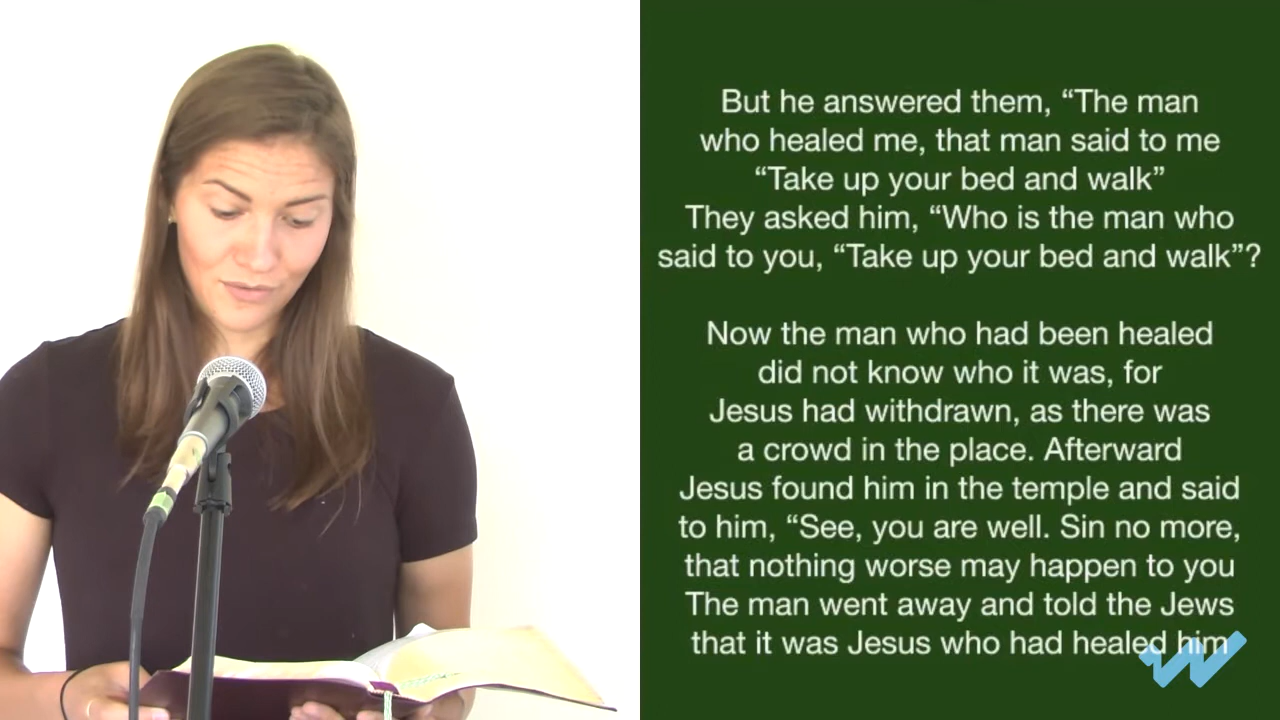 But he answered them, “The man
who healed me, that man said to me
“Take up your bed and walk”
They asked him, “Who is the man who
said to you, “Take up your bed and walk”?
Now the man who had been healed
did not know who it was, for
Jesus had withdrawn, as there was
a crowd in the place. Afterward
Jesus found him in the temple and said
to him, “See, you are well. Sin no more,
that nothing worse may happen to you
The man went away and told the Jews
that it was Jesus who had healed him